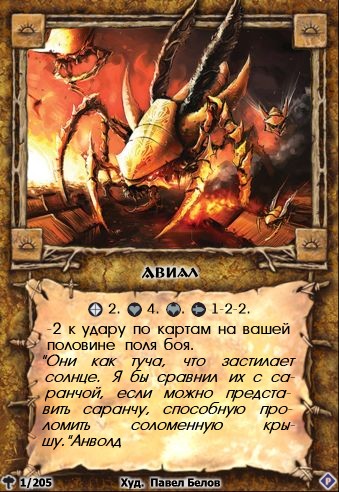 АВИАЛ
2. 4. . 1-2-2.
-2 к удару по картам на вашей
половине поля боя.
"Они как туча, что застилает
солнце. Я бы сравнил их с са-
ранчой, если можно предста-
вить саранчу, способную про-
ломить соломенную кры-
шу."Анволд
1/205 Худ. Павел Белов P